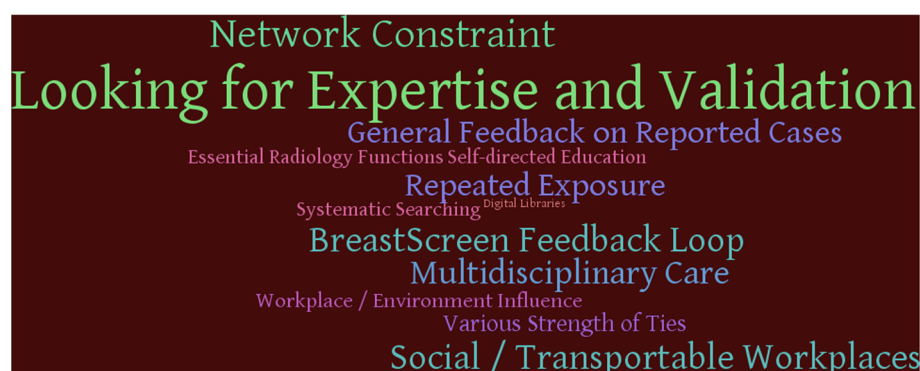 Network Constraint
Looking for Expertise and Validation
General Feedback on Reported Cases
Essential Radiology Functions Self-directed Education
Repeated Exposure
Systematic Searching Digital Libraries
BreastScreen Feedback Loop
Multidisciplinary Care
Workplace / Environment Influence
Various Strength of Ties
Social / Transportable Workplaces